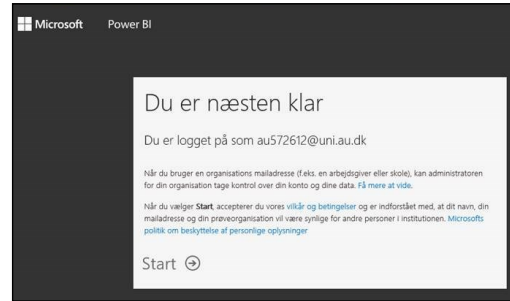 Microsoft Power BI
Du er næsten klar
Du er logget på som au572612@uni.au.dk
Når du bruger en organisations mailadresse (f.eks. en arbejdsgiver eller skole), kan administratoren
for din organisation tage kontrol over din konto og dine data. Få mere at vide.
Når du vælger Start, accepterer du vores vilkår og betingelser og er indforstået med, at dit navn, din
mailadresse og din prøveorganisation vil være synlige for andre personer i institutionen. Microsofts
politik om beskyttelse af personlige oplysninger
Start